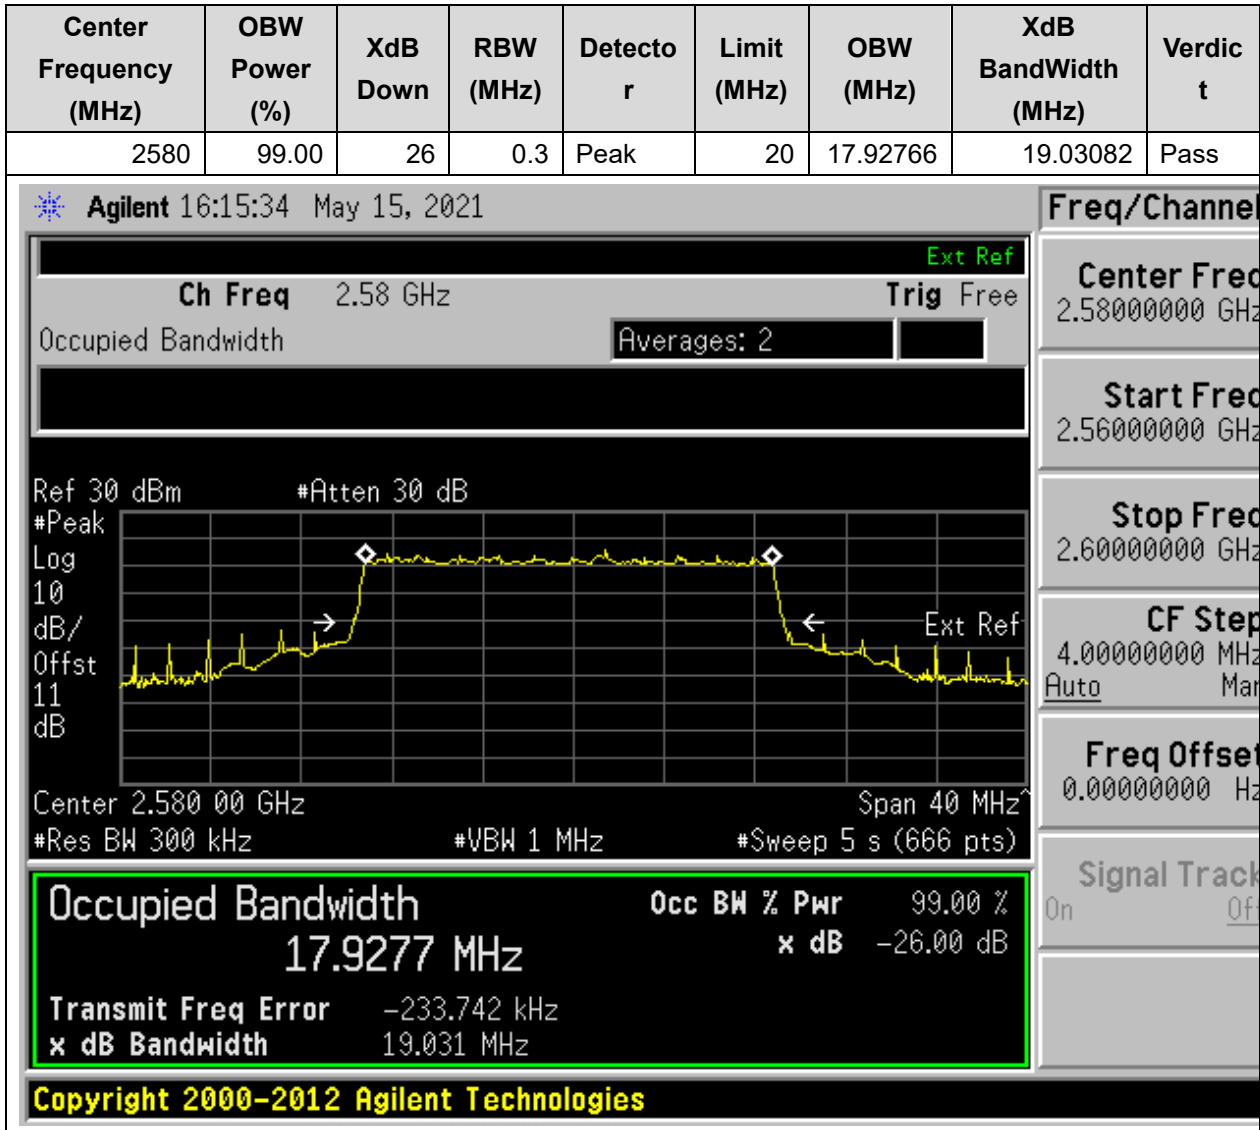 Center Frequency (MHz) OBW Power (%) XdB Down RBW (MHz) Detecto r Limit (MHz) OBW (MHz) XdB BandWidth (MHz) Verdic t
2580 99.00 26 0.3 Peak 20 17.92766 19.03082 Pass
Agilent 16:15:34 May 15, 2021
Ext Ref
Ch Freq 2.58 GHz Trig Free
Occupied Bandwidth Averages: 2
Ref 30 dBm #Atten 30 dB
#Peak
Log
10
dB/
Offst
11
dB
Ext Ref
Center 2.580 00 GHz Span 40 MHz^
#Res BW 300 kHz #VBW 1 MHz #Sweep 5 s (666 pts)
Occupied Bandwidth Occ BW % Pwr 99.00 %
17.9277 MHz x dB -26.00 dB
Transmit Freq Error -233.742 kHz
x dB Bandwidth 19.031 MHz
Copyright 2000-2012 Agilent Technologies
Freq/Channel
Center Freq
2.58000000 GHz
Start Freq
2.56000000 GHz
Stop Freq
2.60000000 GHz
CF Step
4.00000000 MHz
Auto Man
Freq Offset
0.00000000 Hz
Signal Track
On Off